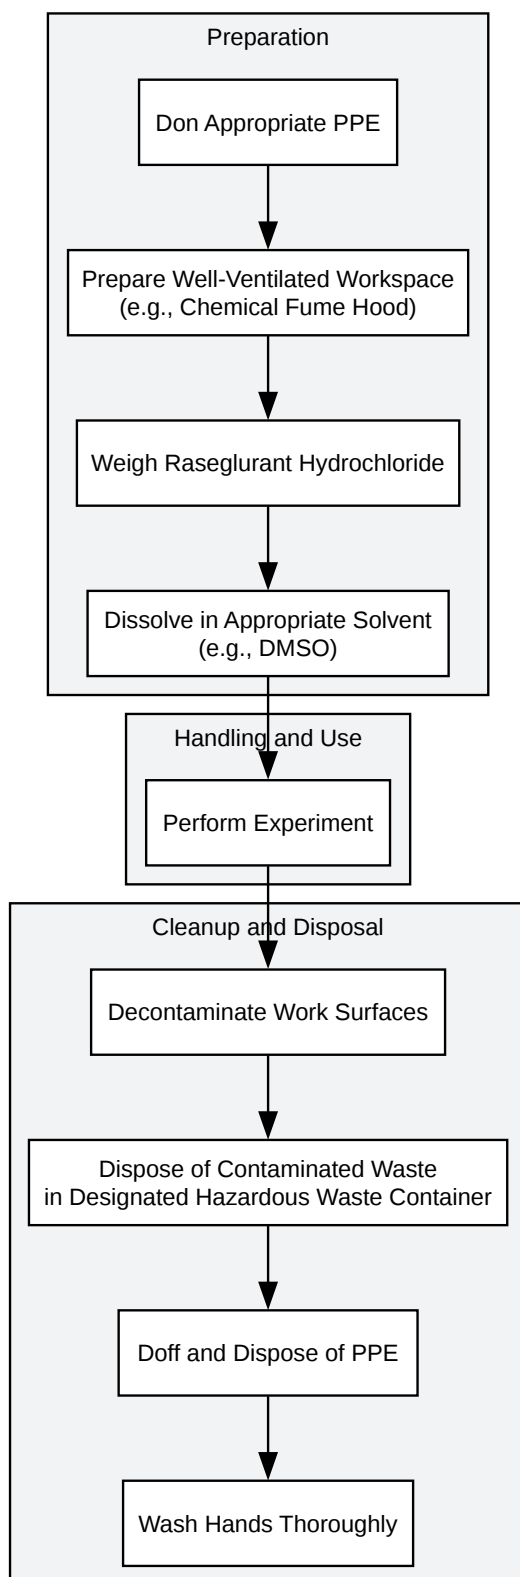 Preparation
Don Appropriate PPE
Prepare Well-Ventilated Workspace
(e.g., Chemical Fume Hood)
Weigh Raseglurant Hydrochloride
Dissolve in Appropriate Solvent
(e.g., DMSO)
Handling and Use
Perform Experiment
Cleanup and Disposal
Decontaminate Work Surfaces
Dispose of Contaminated Waste
in Designated Hazardous Waste Container
Doff and Dispose of PPE
Wash Hands Thoroughly